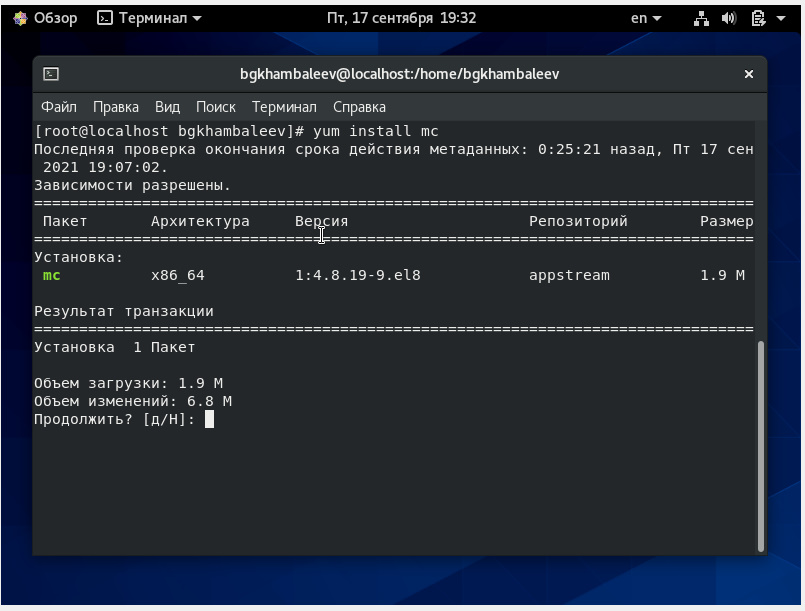 Обзор Терминал Пт, 17 сентября 19:32 en
bgkhambaleev@localhost:/home/bgkhambaleev
Файл Правка Вид Поиск Терминал Справка
[root@localhost bgkhambaleev]# yum install mc
Последняя проверка окончания срока действия метаданных: 0:25:21 назад, Пт 17 сен
 2021 19:07:02.
Зависимости разрешены.
================================================================================
 Пакет Архитектура Версия Репозиторий Размер
================================================================================
Установка:
 mc x86_64 1:4.8.19-9.el8 appstream 1.9 M

Результат транзакции
================================================================================
Установка  1 Пакет

Объем загрузки: 1.9 M
Объем изменений: 6.8 M
Продолжить? [д/Н]: